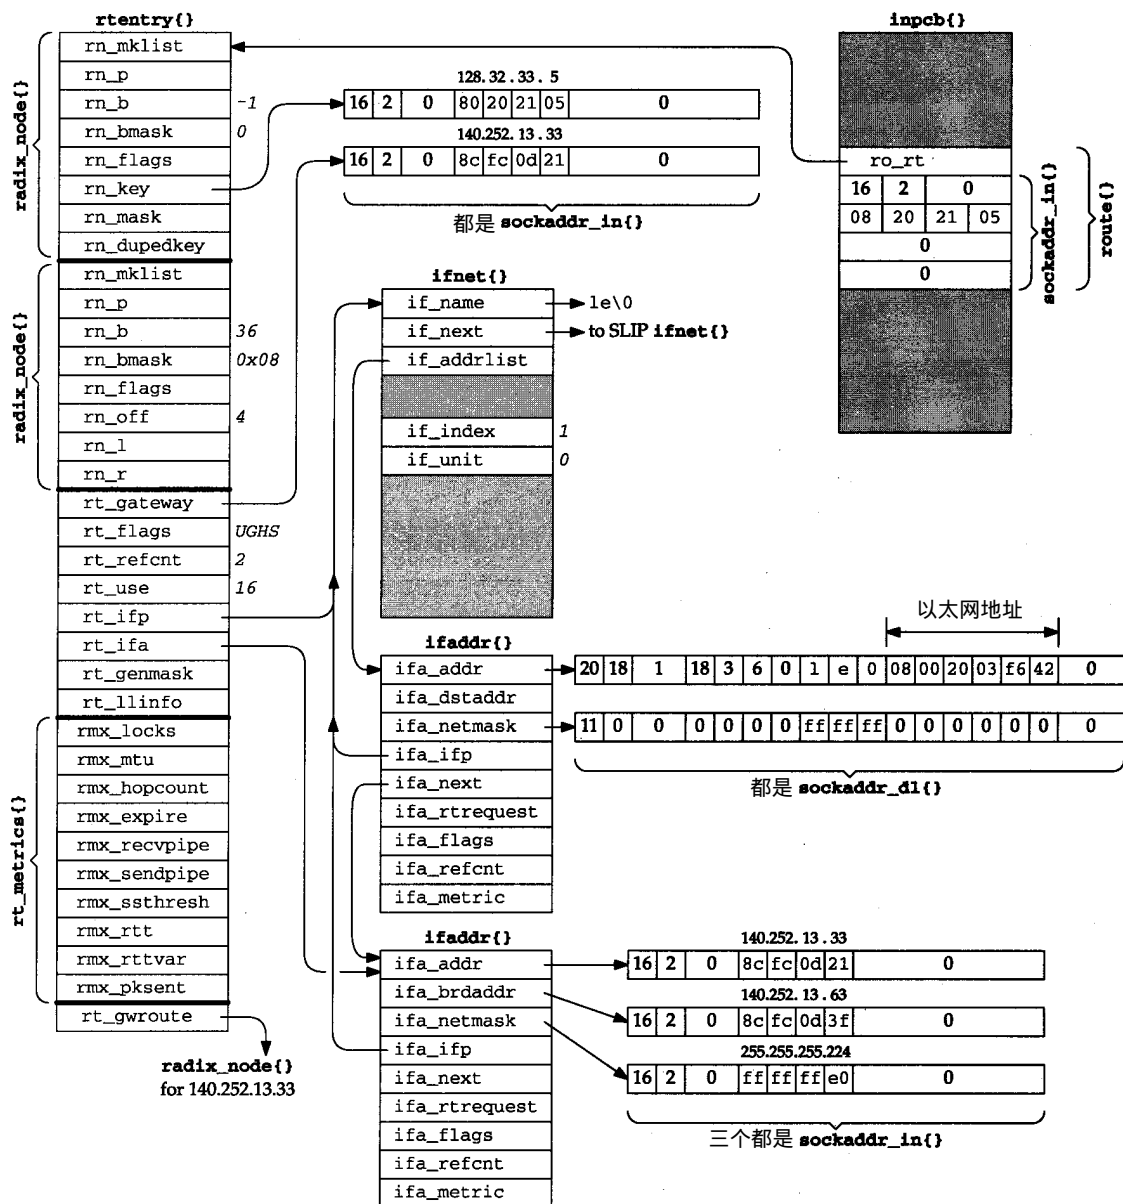 rtentry{}
radix_node{}
rn_mklist
rn_p
rn_b -1
rn_bmask 0
rn_flags
rn_key
rn_mask
rn_dupedkey
radix_node{}
rn_mklist
rn_p
rn_b 36
rn_bmask 0x08
rn_flags
rn_off 4
rn_l
rn_r
rt_gateway
rt_flags UGHS
rt_refcnt 2
rt_use 16
rt_ifp
rt_ifa
rt_genmask
rt_llinfo
rt_metrics{}
rmx_locks
rmx_mtu
rmx_hopcount
rmx_expire
rmx_recvpipe
rmx_sendpipe
rmx_ssthresh
rmx_rtt
rmx_rttvar
rmx_pksent
rt_gwroute
radix_node{}
for 140.252.13.33
128.32.33.5
16 2 0 80 20 21 05 0
140.252.13.33
16 2 0 8c fc 0d 21 0
都是 sockaddr_in{}
inpcb{}
ro_rt
16 2 0
08 20 21 05
0
0
sockaddr_in{}
route{}
ifnet{}
if_name le\0
if_next to SLIP ifnet{}
if_addrlist
if_index 1
if_unit 0
ifaddr{}
ifa_addr
ifa_dstaddr
ifa_netmask
ifa_ifp
ifa_next
ifa_rtrequest
ifa_flags
ifa_refcnt
ifa_metric
以太网地址
20 18 1 18 3 6 0 l e 0 08 00 20 03 f6 42 0
11 0 0 0 0 0 0 ff ff ff 0 0 0 0 0 0 0
都是 sockaddr_dl{}
ifaddr{}
ifa_addr
ifa_brdaddr
ifa_netmask
ifa_ifp
ifa_next
ifa_rtrequest
ifa_flags
ifa_refcnt
ifa_metric
140.252.13.33
16 2 0 8c fc 0d 21 0
140.252.13.63
16 2 0 8c fc 0d 3f 0
255.255.255.224
16 2 0 ff ff ff e0 0
三个都是 sockaddr_in{}